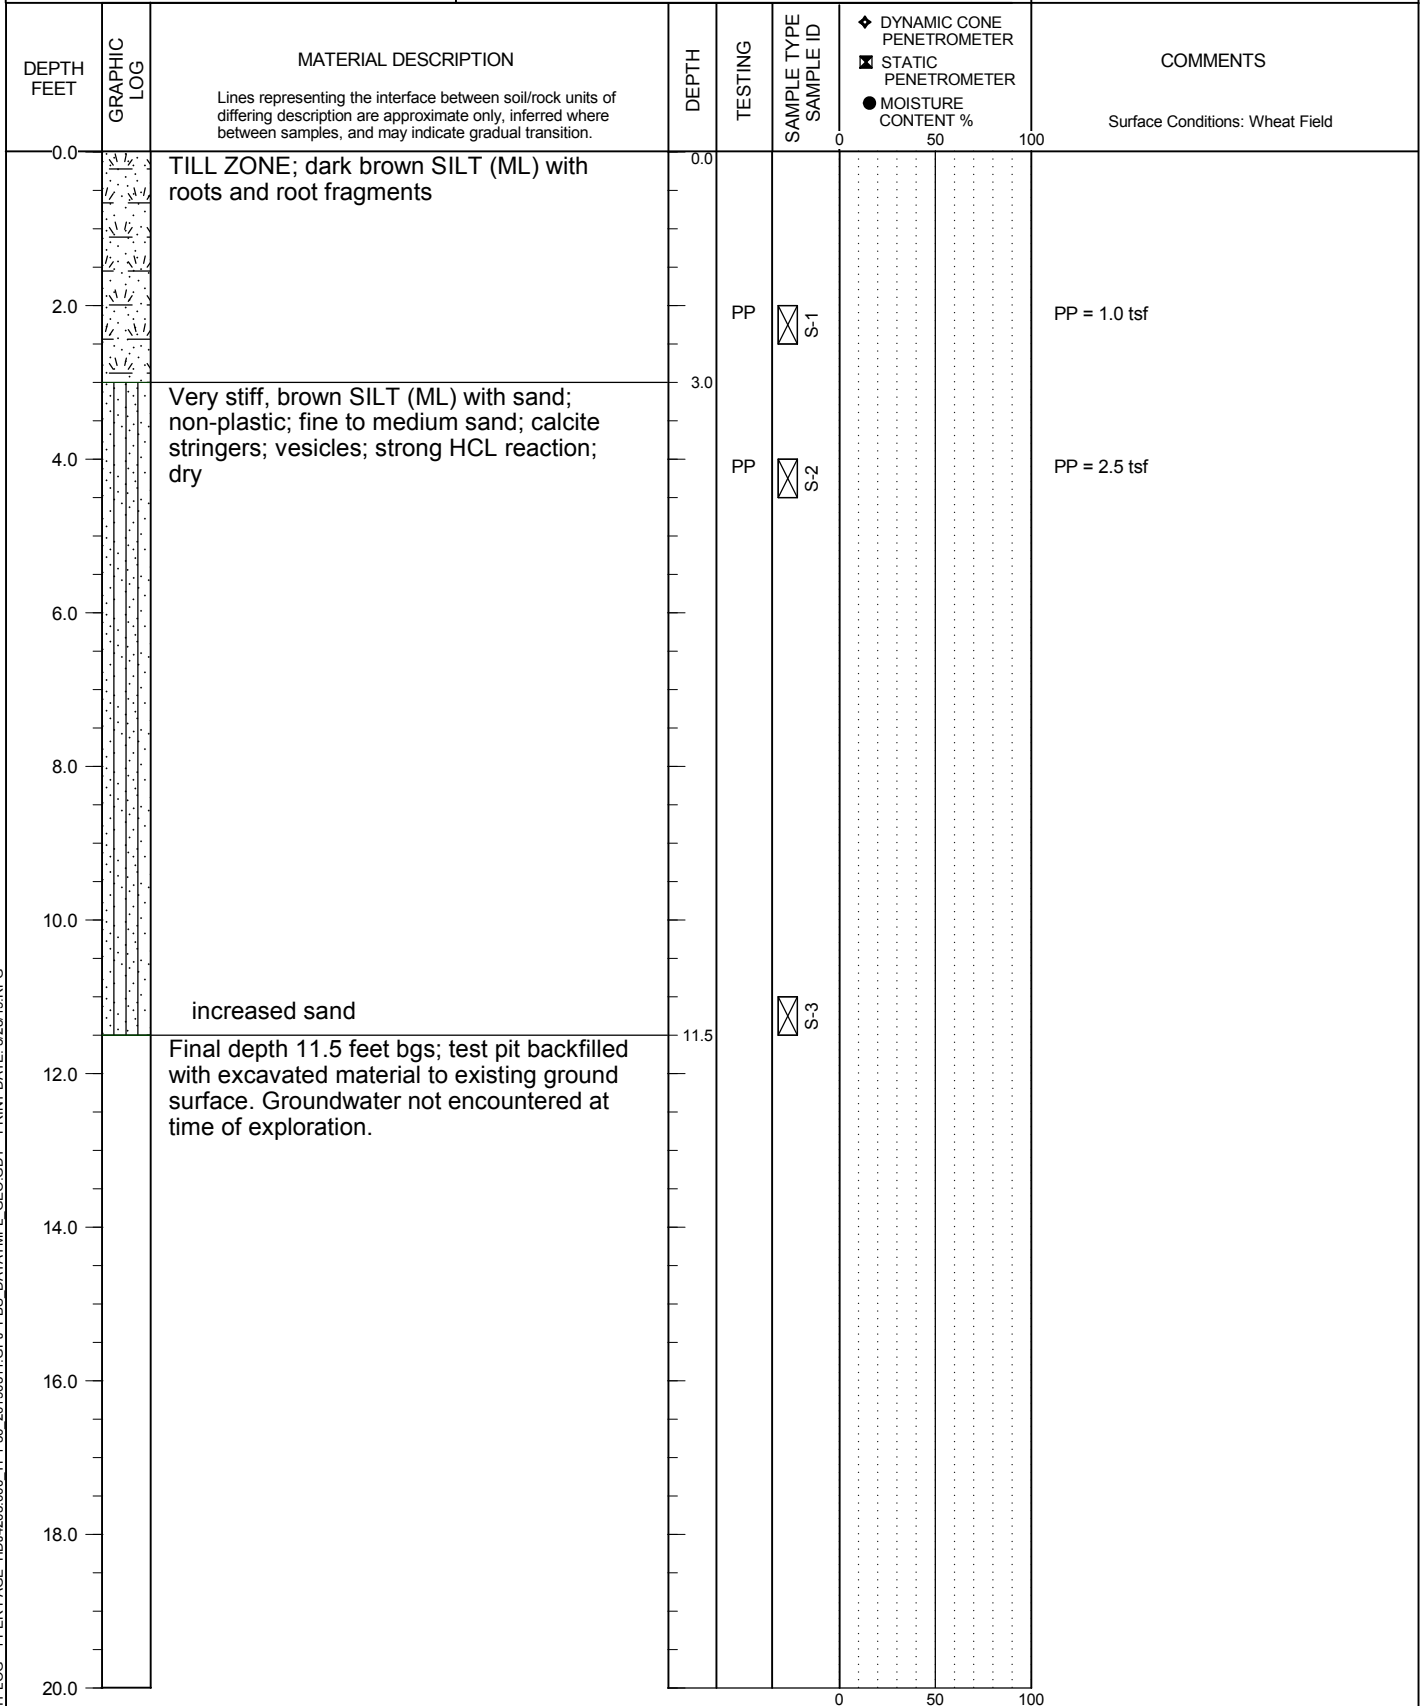 DEPTH
FEET
GRAPHIC
LOG
MATERIAL DESCRIPTION
Lines representing the interface between soil/rock units of
differing description are approximate only, inferred where
between samples, and may indicate gradual transition.
DEPTH
TESTING
SAMPLE TYPE
SAMPLE ID
DYNAMIC CONE
PENETROMETER
STATIC
PENETROMETER
MOISTURE
CONTENT %
0 50 100
COMMENTS
Surface Conditions: Wheat Field
0.0
TILL ZONE; dark brown SILT (ML) with
roots and root fragments
0.0
2.0
PP
S-1
PP = 1.0 tsf
3.0
Very stiff, brown SILT (ML) with sand;
non-plastic; fine to medium sand; calcite
stringers; vesicles; strong HCL reaction;
dry
4.0
PP
S-2
PP = 2.5 tsf
6.0
8.0
10.0
increased sand
S-3
11.5
Final depth 11.5 feet bgs; test pit backfilled
with excavated material to existing ground
surface. Groundwater not encountered at
time of exploration.
12.0
14.0
16.0
18.0
20.0
0 50 100